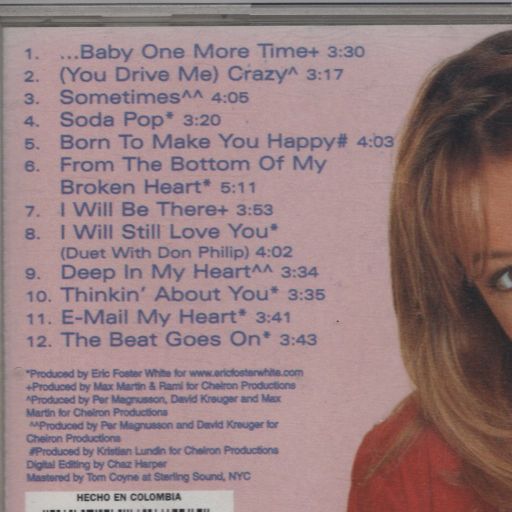 1. ...Baby One More Time+ 3:30
2. (You Drive Me) Crazy^ 3:17
3. Sometimes^^ 4:05
4. Soda Pop* 3:20
5. Born To Make You Happy# 4:03
6. From The Bottom Of My
Broken Heart* 5:11
7. I Will Be There+ 3:53
8. I Will Still Love You*
(Duet With Don Philip) 4:02
9. Deep In My Heart^^ 3:34
10. Thinkin' About You* 3:35
11. E-Mail My Heart* 3:41
12. The Beat Goes On* 3:43
*Produced by Eric Foster White for www.ericfosterwhite.com
+Produced by Max Martin & Rami for Cheiron Productions
^Produced by Per Magnusson, David Kreuger and Max
Martin for Cheiron Productions
^^Produced by Per Magnusson and David Kreuger for
Cheiron Productions
#Produced by Kristian Lundin for Cheiron Productions
Digital Editing by Chaz Harper
Mastered by Tom Coyne at Sterling Sound, NYC
HECHO EN COLOMBIA